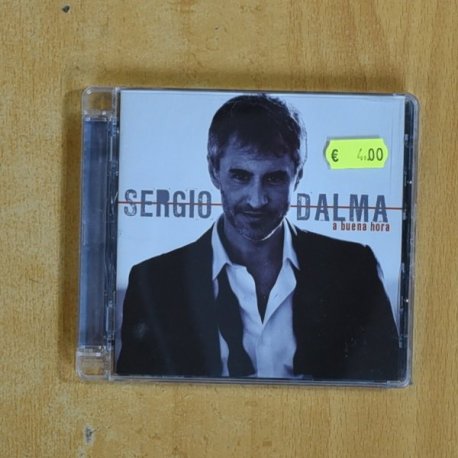 € 4.00
SERGIO DALMA
a buena hora